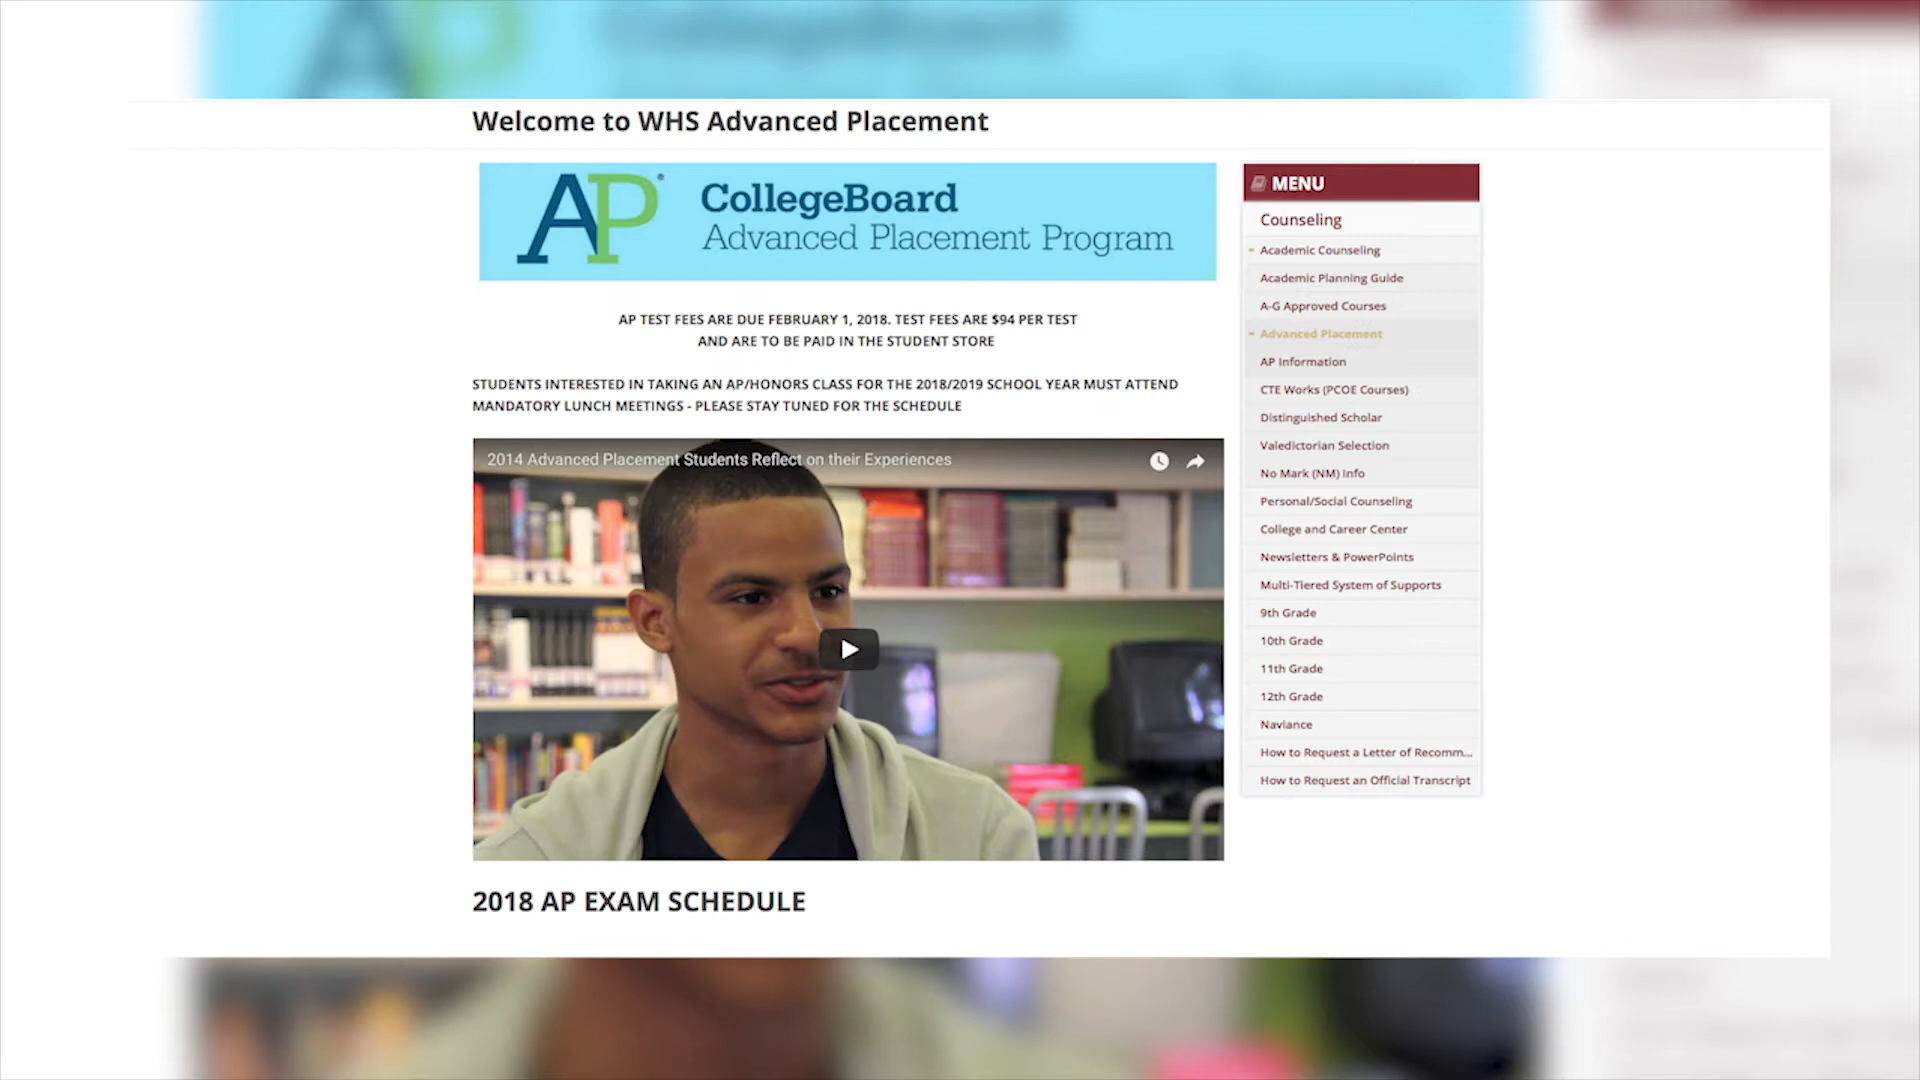 Welcome to WHS Advanced Placement
AP®
CollegeBoard
Advanced Placement Program
AP TEST FEES ARE DUE FEBRUARY 1, 2018. TEST FEES ARE $94 PER TEST
AND ARE TO BE PAID IN THE STUDENT STORE
STUDENTS INTERESTED IN TAKING AN AP/HONORS CLASS FOR THE 2018/2019 SCHOOL YEAR MUST ATTEND
MANDATORY LUNCH MEETINGS - PLEASE STAY TUNED FOR THE SCHEDULE
2014 Advanced Placement Students Reflect on their Experiences
2018 AP EXAM SCHEDULE
MENU
Counseling
Academic Counseling
Academic Planning Guide
A-G Approved Courses
Advanced Placement
AP Information
CTE Works (PCOE Courses)
Distinguished Scholar
Valedictorian Selection
No Mark (NM) Info
Personal/Social Counseling
College and Career Center
Newsletters & PowerPoints
Multi-Tiered System of Supports
9th Grade
10th Grade
11th Grade
12th Grade
Naviance
How to Request a Letter of Recomm...
How to Request an Official Transcript